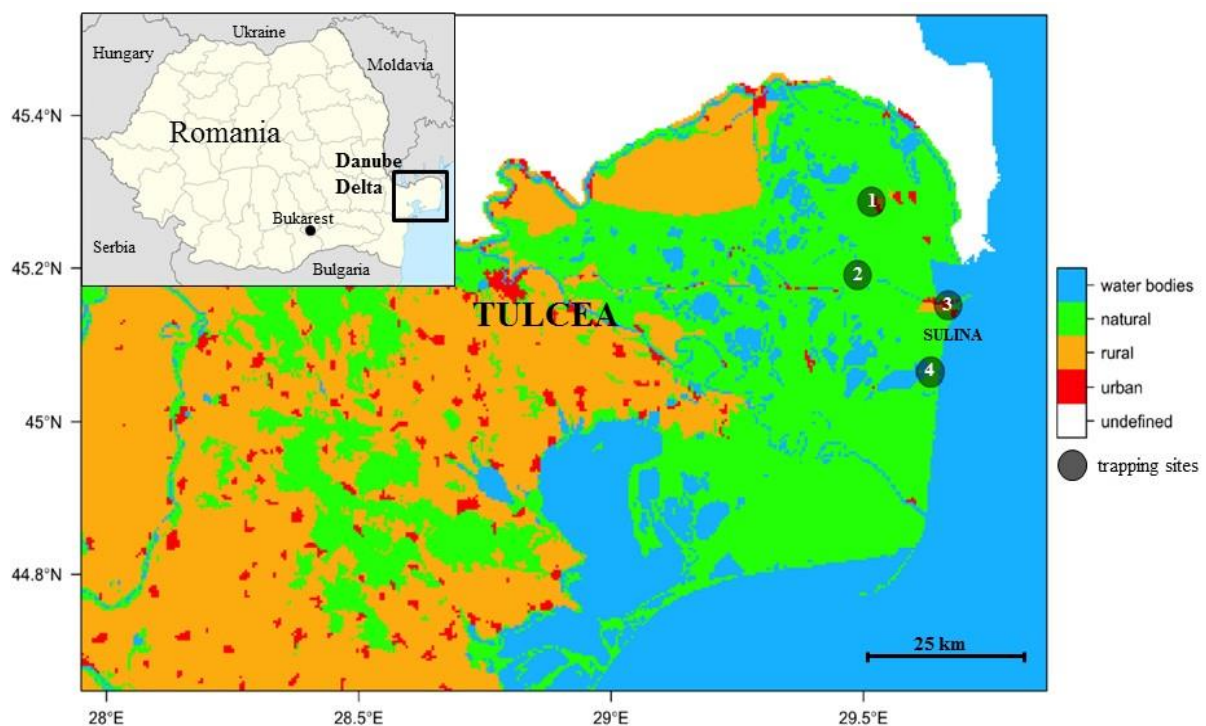 Ukraine
Hungary
Moldavia
Romania
Danube
Delta
Bukarest
Serbia
Bulgaria
45.4°N
45.2°N
45°N
44.8°N
28°E
28.5°E
29°E
29.5°E
TULCEA
1
2
3
SULINA
4
25 km
water bodies
natural
rural
urban
undefined
trapping sites